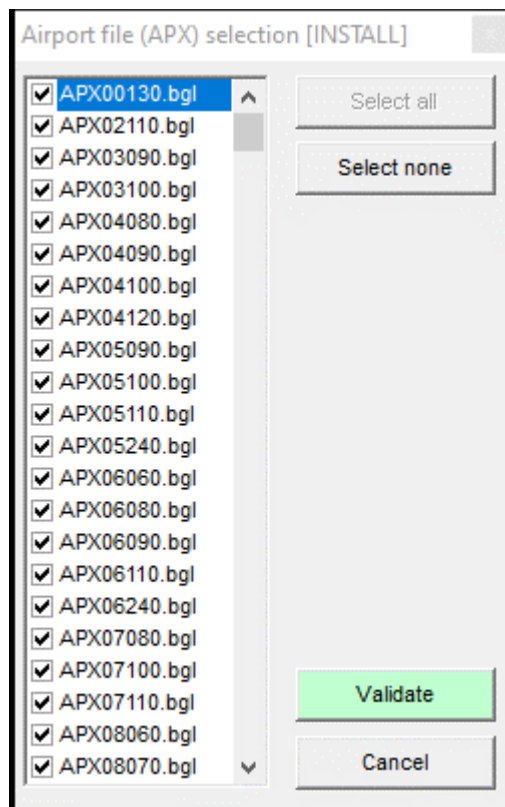 Airport file (APX) selection [INSTALL]
APX00130.bgl
APX02110.bgl
APX03090.bgl
APX03100.bgl
APX04080.bgl
APX04090.bgl
APX04100.bgl
APX04120.bgl
APX05090.bgl
APX05100.bgl
APX05110.bgl
APX05240.bgl
APX06060.bgl
APX06080.bgl
APX06090.bgl
APX06110.bgl
APX06240.bgl
APX07080.bgl
APX07100.bgl
APX07110.bgl
APX08060.bgl
APX08070.bgl
Select all
Select none
Validate
Cancel